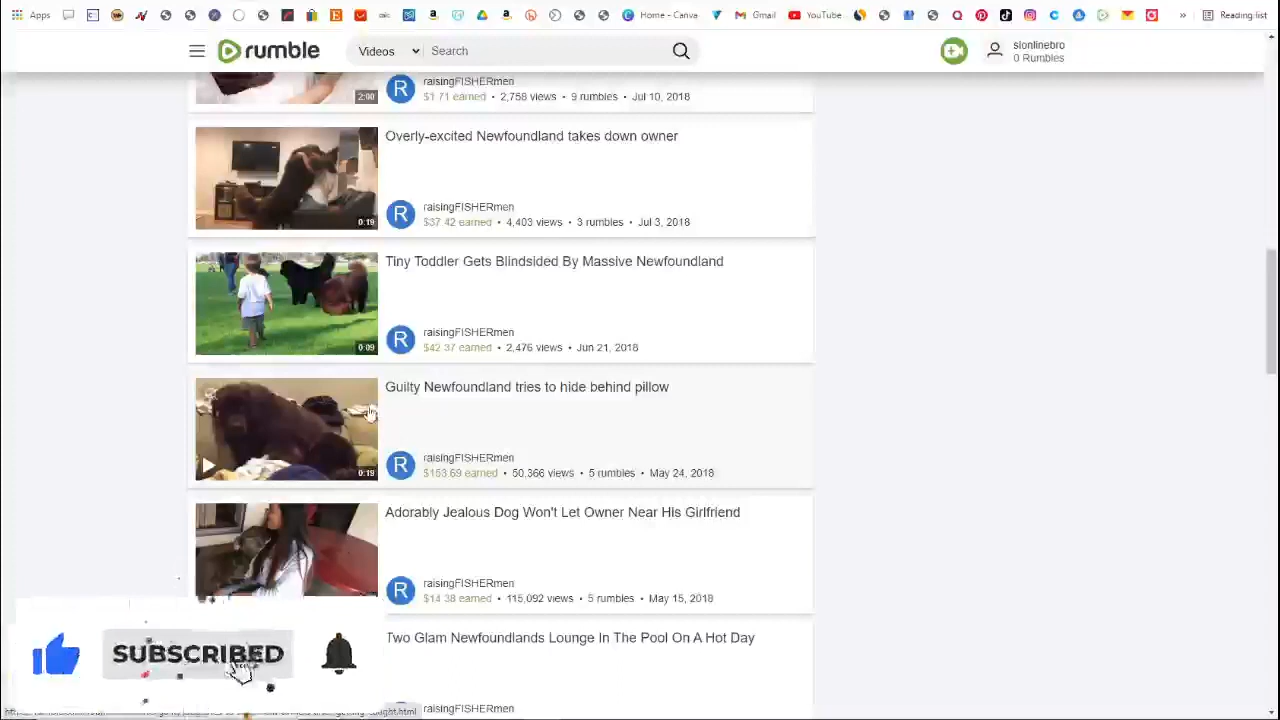 Apps
Home - Canva
Gmail
YouTube
»
Reading list
rumble
Videos
Search
slonlinebro
0 Rumbles
2:00
R
raisingFISHERmen
$1 71 earned • 2,758 views • 9 rumbles • Jul 10, 2018
Overly-excited Newfoundland takes down owner
0:19
R
raisingFISHERmen
$37 42 earned • 4,403 views • 3 rumbles • Jul 3, 2018
Tiny Toddler Gets Blindsided By Massive Newfoundland
0:09
R
raisingFISHERmen
$42 37 earned • 2,476 views • Jun 21, 2018
Guilty Newfoundland tries to hide behind pillow
0:19
R
raisingFISHERmen
$153 69 earned • 50,366 views • 5 rumbles • May 24, 2018
Adorably Jealous Dog Won't Let Owner Near His Girlfriend
R
raisingFISHERmen
$14 38 earned • 115,092 views • 5 rumbles • May 15, 2018
Two Glam Newfoundlands Lounge In The Pool On A Hot Day
SUBSCRIBED
raisingFISHERmen